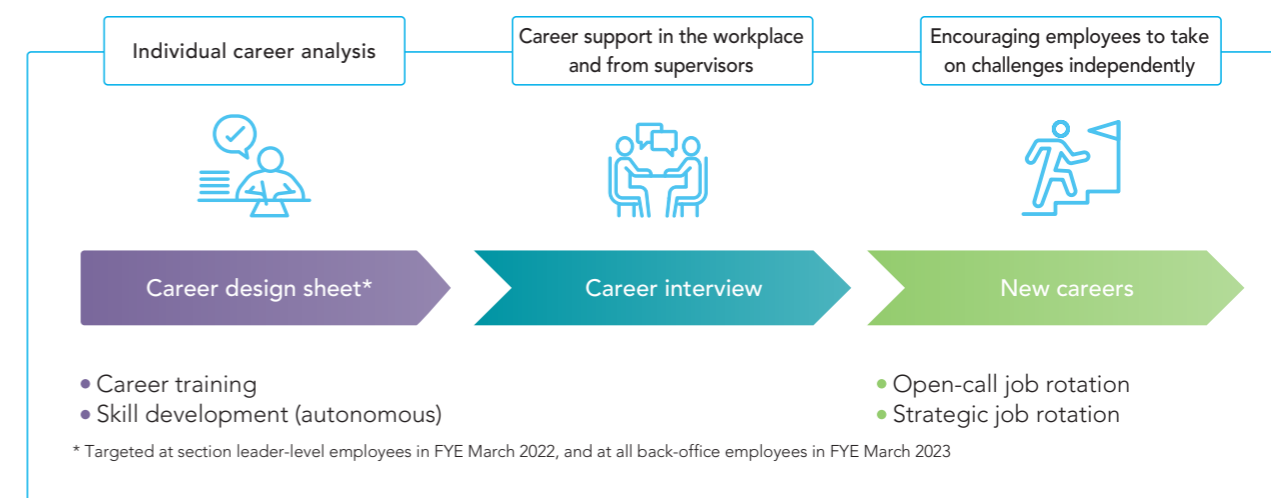 Individual career analysis
Career support in the workplace
and from supervisors
Encouraging employees to take
on challenges independently
Career design sheet*
Career interview
New careers
• Career training
• Skill development (autonomous)
• Open-call job rotation
• Strategic job rotation
* Targeted at section leader-level employees in FYE March 2022, and at all back-office employees in FYE March 2023